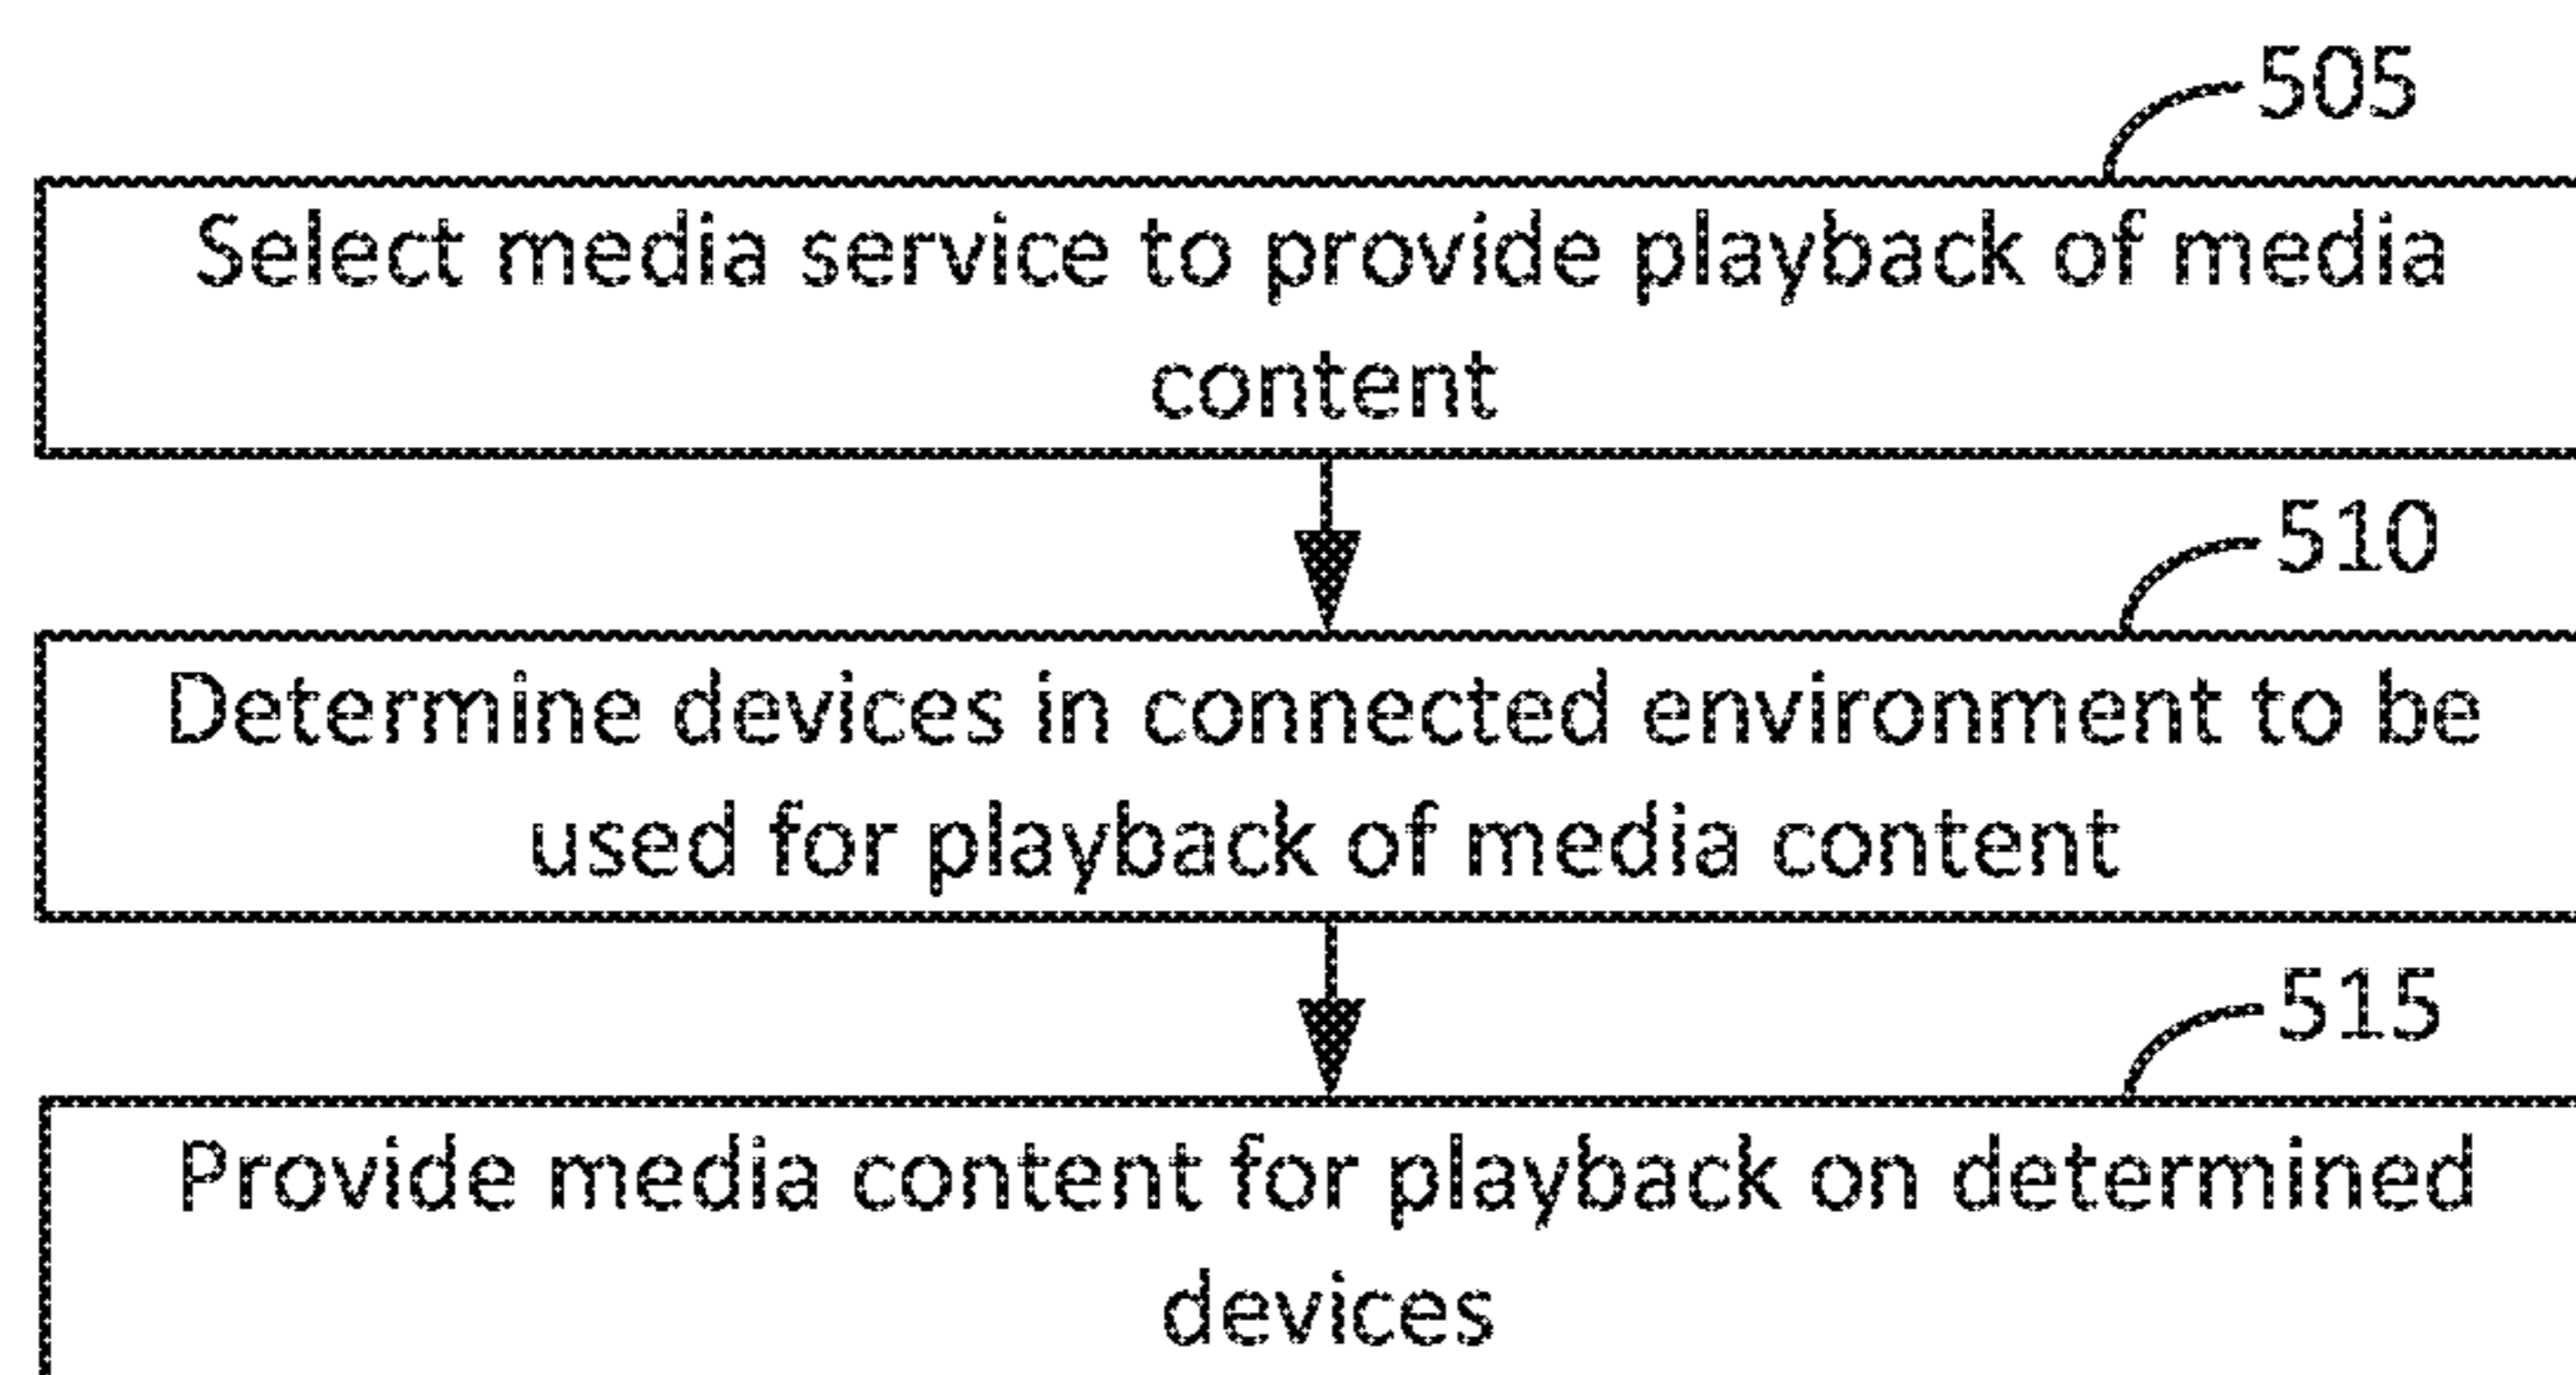 505
Select media service to provide playback of media
content
510
Determine devices in connected environment to be
used for playback of media content
515
Provide media content for playback on determined
devices